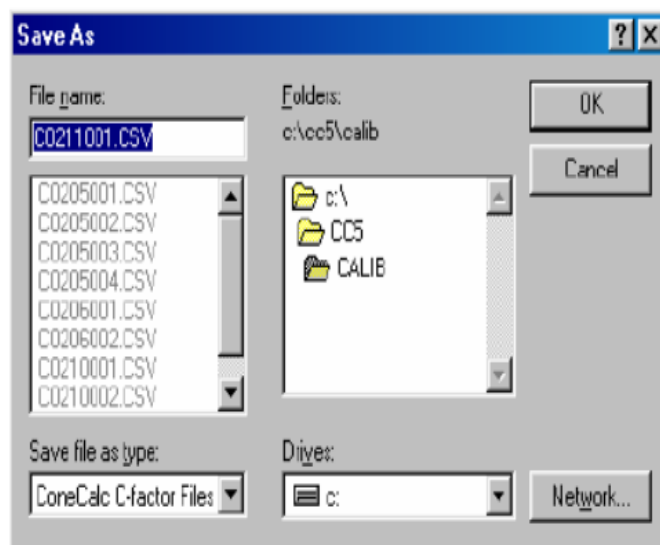 Save As
File name:
C0211001.CSV
C0205001.CSV
C0205002.CSV
C0205003.CSV
C0205004.CSV
C0206001.CSV
C0206002.CSV
C0210001.CSV
C0210002.CSV
Save file as type:
ConeCalc C-factor Files
Folders:
c:\cc5\calib
c:\
CC5
CALIB
Drives:
c:
OK
Cancel
Network...